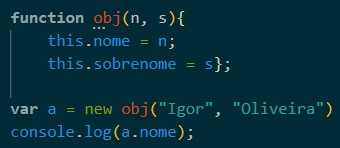 function obj(n, s){
    this.nome = n;
    this.sobrenome = s};
var a = new obj("Igor", "Oliveira")
console.log(a.nome);